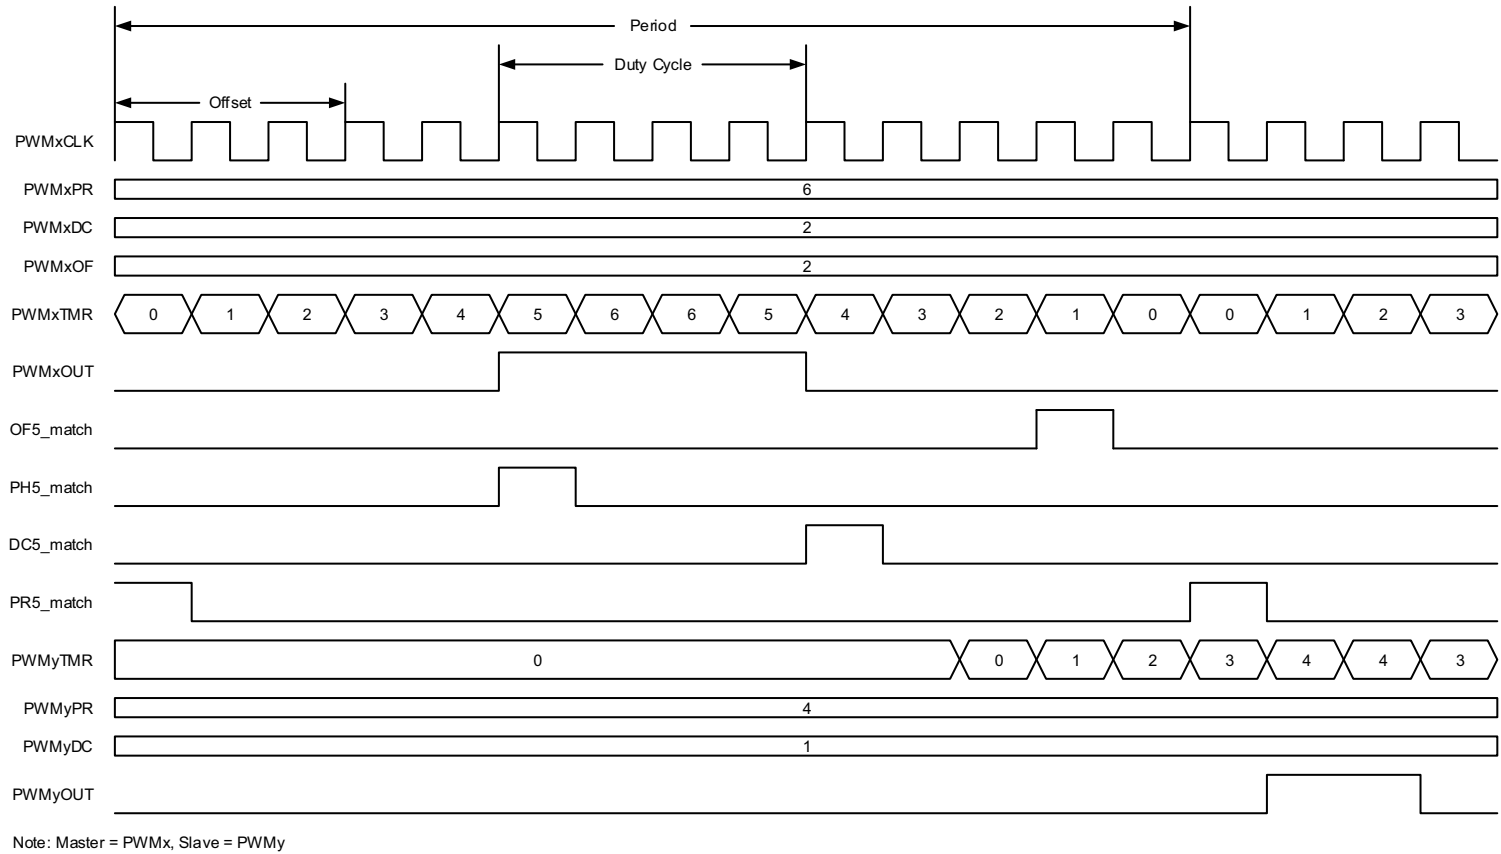 Period
Duty Cycle
Offset
PWMxCLK
PWMxPR 6
PWMxDC 2
PWMxOF 2
PWMxTMR 0 1 2 3 4 5 6 6 5 4 3 2 1 0 0 1 2 3
PWMxOUT
OF5_match
PH5_match
DC5_match
PR5_match
PWMyTMR 0 0 1 2 3 4 4 3
PWMyPR 4
PWMyDC 1
PWMyOUT
Note: Master = PWMx, Slave = PWMy